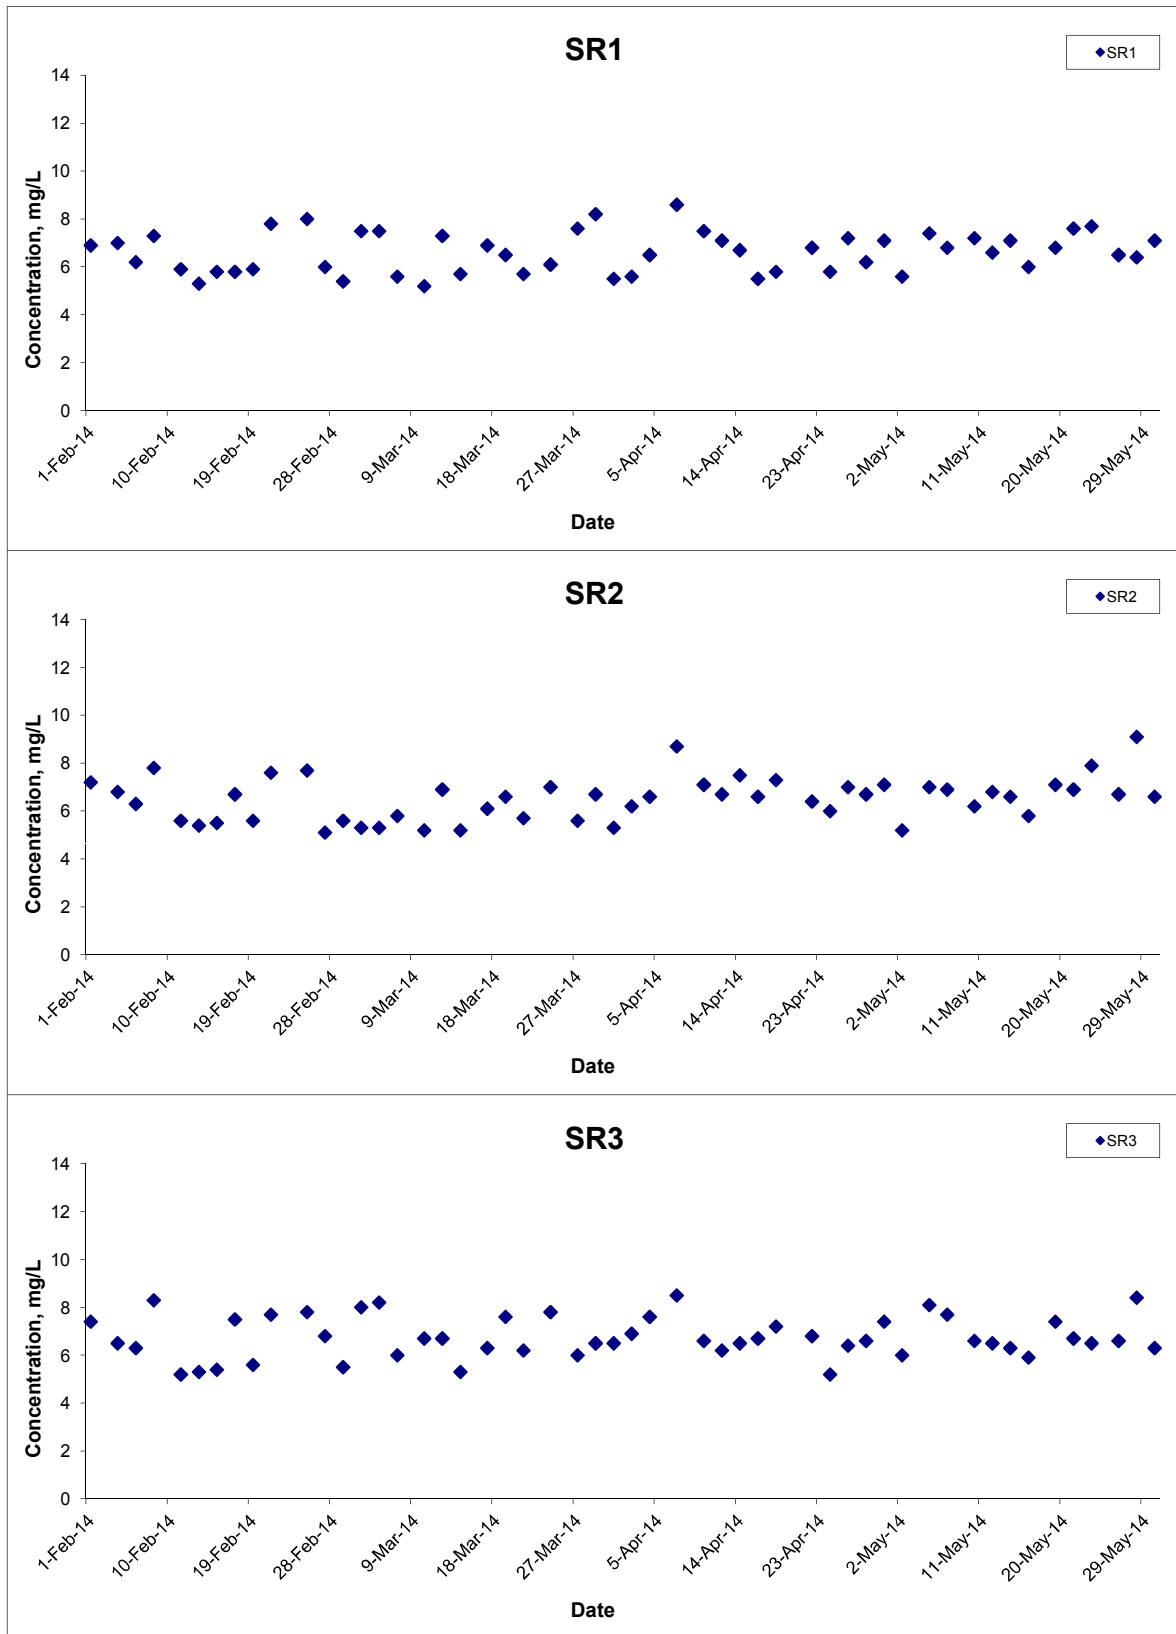 SR1
SR1
14
12
10
8
6
4
2
0
Concentration, mg/L
1-Feb-14
10-Feb-14
19-Feb-14
28-Feb-14
9-Mar-14
18-Mar-14
27-Mar-14
5-Apr-14
14-Apr-14
23-Apr-14
2-May-14
11-May-14
20-May-14
29-May-14
Date
SR2
SR2
14
12
10
8
6
4
2
0
Concentration, mg/L
1-Feb-14
10-Feb-14
19-Feb-14
28-Feb-14
9-Mar-14
18-Mar-14
27-Mar-14
5-Apr-14
14-Apr-14
23-Apr-14
2-May-14
11-May-14
20-May-14
29-May-14
Date
SR3
SR3
14
12
10
8
6
4
2
0
Concentration, mg/L
1-Feb-14
10-Feb-14
19-Feb-14
28-Feb-14
9-Mar-14
18-Mar-14
27-Mar-14
5-Apr-14
14-Apr-14
23-Apr-14
2-May-14
11-May-14
20-May-14
29-May-14
Date